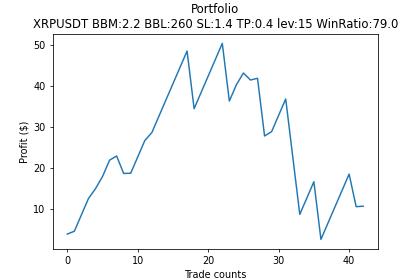 Portfolio
XRPUSDT BBM:2.2 BBL:260 SL:1.4 TP:0.4 lev:15 WinRatio:79.0
50
40
30
20
10
Profit ($)
0
10
20
30
40
Trade counts